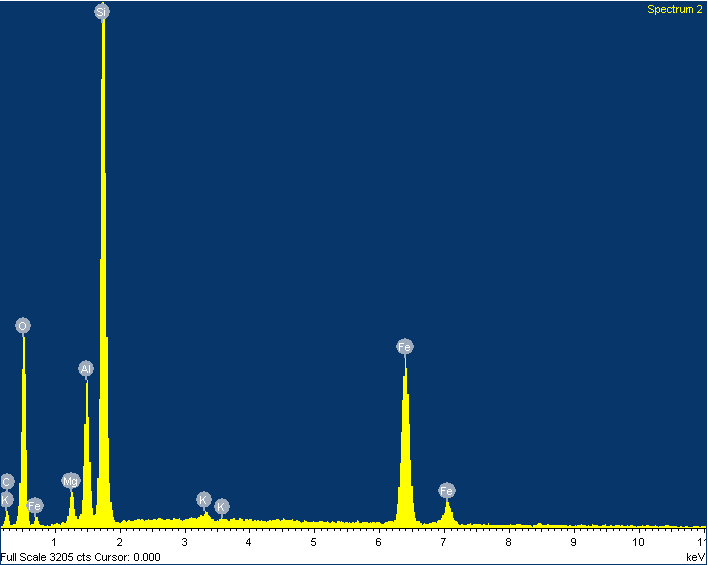 Spectrum 2
Si
O
Fe
Al
C
Mg
Fe
K
K
Fe
K
1 2 3 4 5 6 7 8 9 10 11
Full Scale 3205 cts Cursor: 0.000 keV